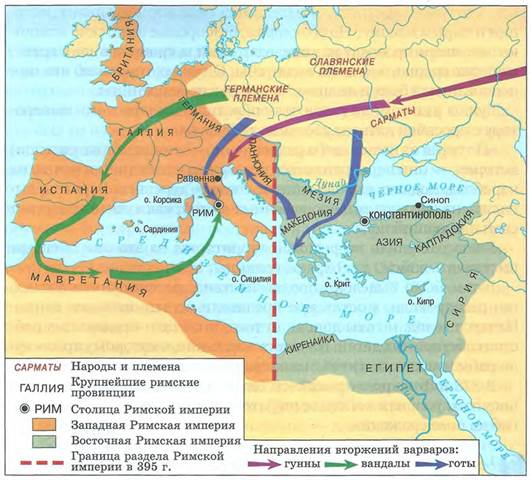 БРИТАНИЯ
СЛАВЯНСКИЕ
ПЛЕМЕНА
ГЕРМАНСКИЕ
ПЛЕМЕНА
ГЕРМАНИЯ
САРМАТЫ
ГАЛЛИЯ
ПАННОНИЯ
Равенна
Дунай
ЧЕРНОЕ МОРЕ
ИСПАНИЯ
о. Корсика
РИМ
МЕЗИЯ
Синоп
МАКЕДОНИЯ
КОНСТАНТИНОПОЛЬ
о. Сардиния
АЗИЯ
КАППАДОКИЯ
СРЕДИЗЕМНОЕ МОРЕ
МАВРЕТАНИЯ
о. Сицилия
о. Крит
о. Кипр
СИРИЯ
КИРЕНАИКА
ЕГИПЕТ
Нил
КРАСНОЕ МОРЕ
САРМАТЫ Народы и племена
ГАЛЛИЯ Крупнейшие римские
провинции
РИМ Столица Римской империи
Западная Римская империя
Восточная Римская империя
Граница раздела Римской
империи в 395 г.
Направления вторжений варваров:
гунны вандалы готы